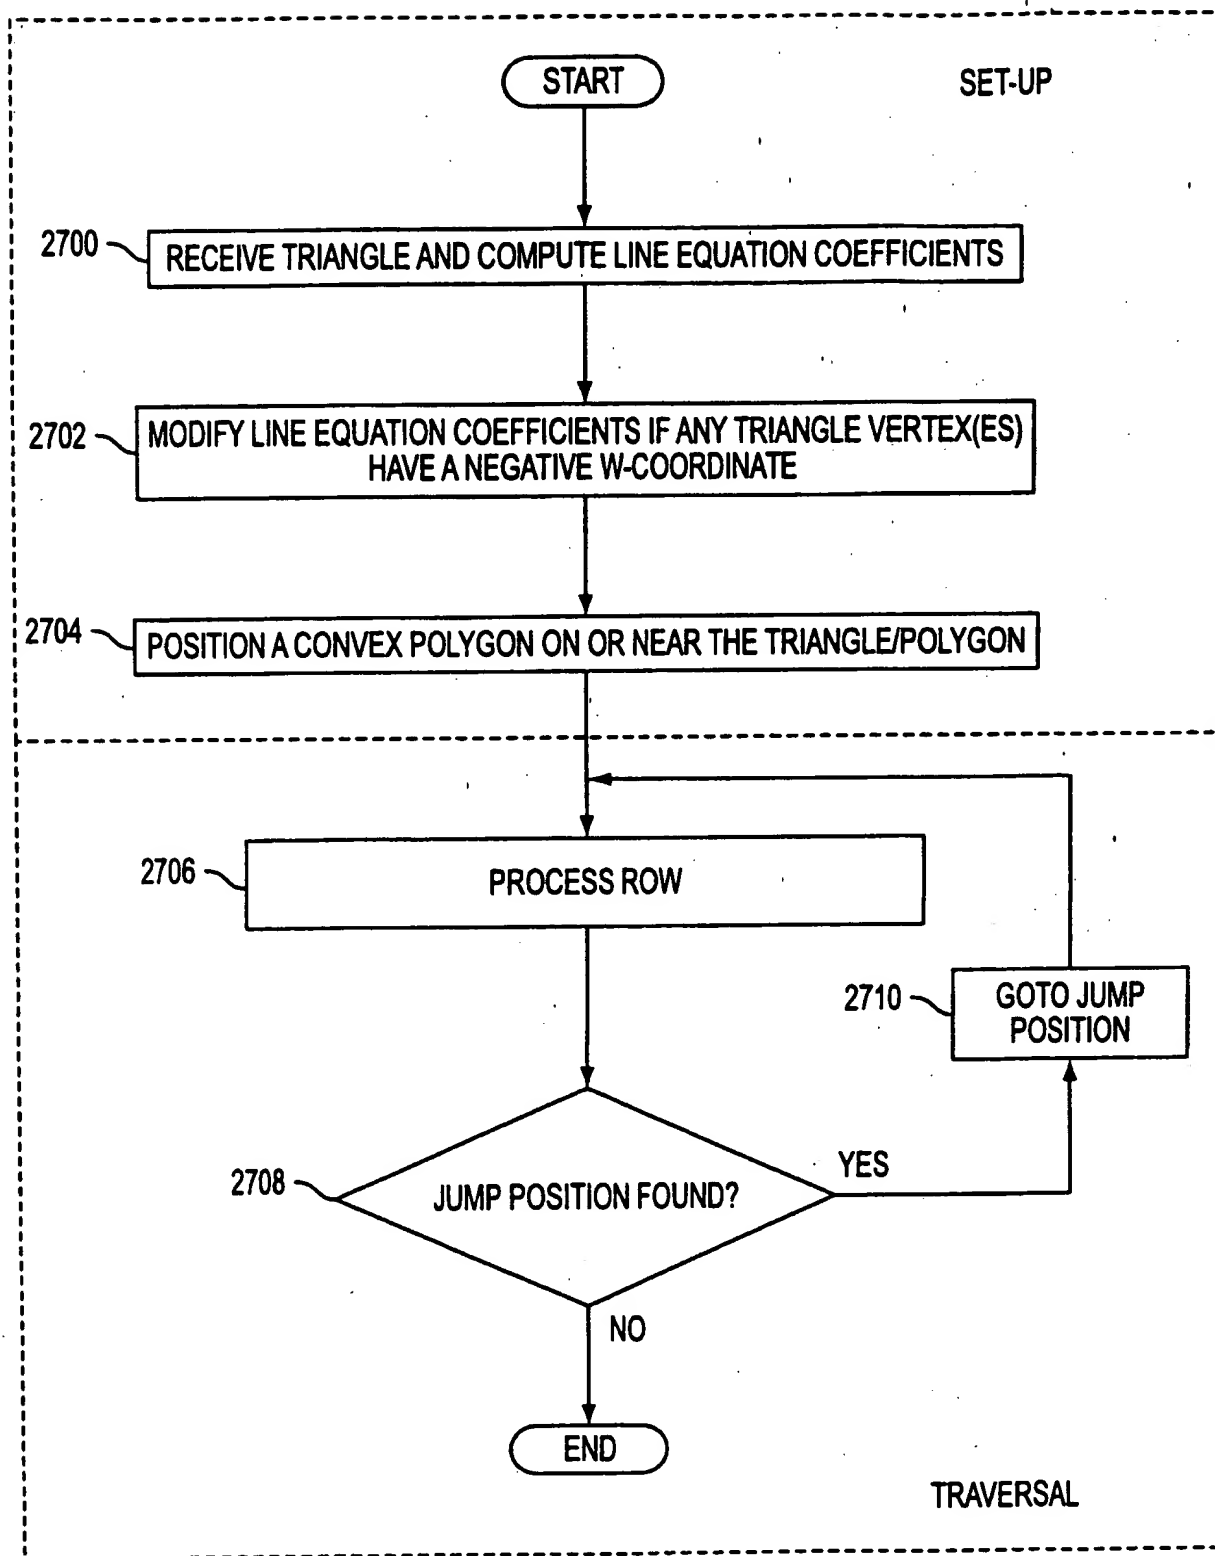 START
SET-UP
2700
RECEIVE TRIANGLE AND COMPUTE LINE EQUATION COEFFICIENTS
2702
MODIFY LINE EQUATION COEFFICIENTS IF ANY TRIANGLE VERTEX(ES)
HAVE A NEGATIVE W-COORDINATE
2704
POSITION A CONVEX POLYGON ON OR NEAR THE TRIANGLE/POLYGON
2706
PROCESS ROW
2710
GOTO JUMP
POSITION
2708
JUMP POSITION FOUND?
YES
NO
END
TRAVERSAL